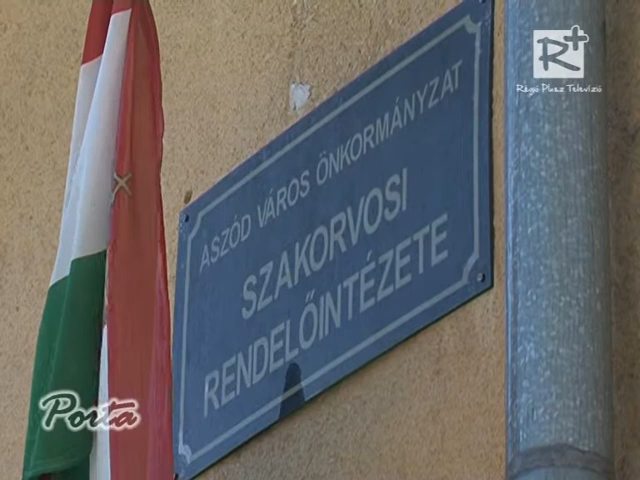 R+
Régió Plusz Televízió
ASZÓD VÁROS ÖNKORMÁNYZAT
SZAKORVOSI
RENDELŐINTÉZETE
Porta